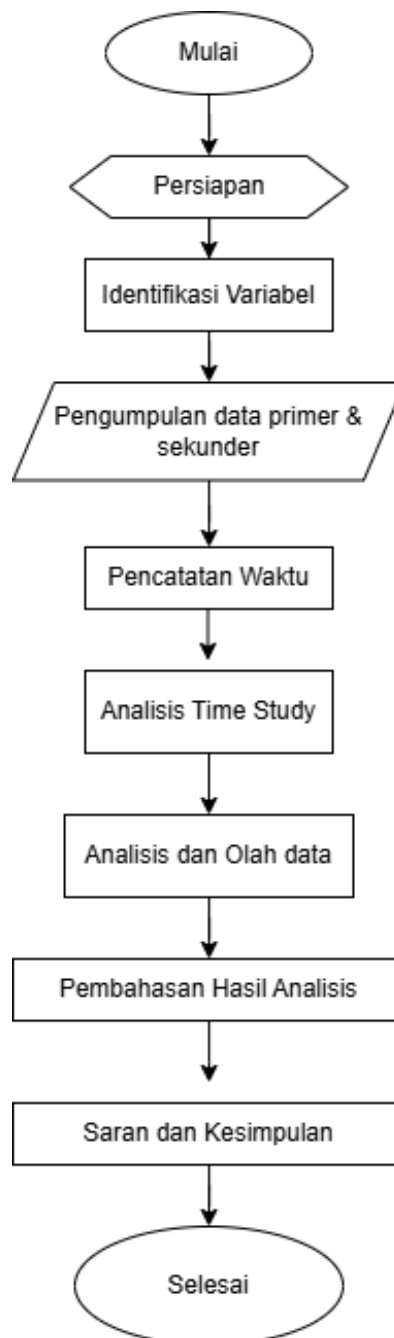 Mulai
Persiapan
Identifikasi Variabel
Pengumpulan data primer &
sekunder
Pencatatan Waktu
Analisis Time Study
Analisis dan Olah data
Pembahasan Hasil Analisis
Saran dan Kesimpulan
Selesai